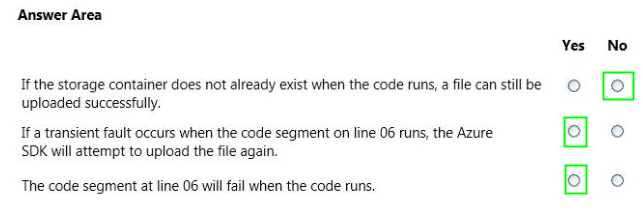 Answer Area
Yes No
If the storage container does not already exist when the code runs, a file can still be
uploaded successfully.
If a transient fault occurs when the code segment on line 06 runs, the Azure
SDK will attempt to upload the file again.
The code segment at line 06 will fail when the code runs.